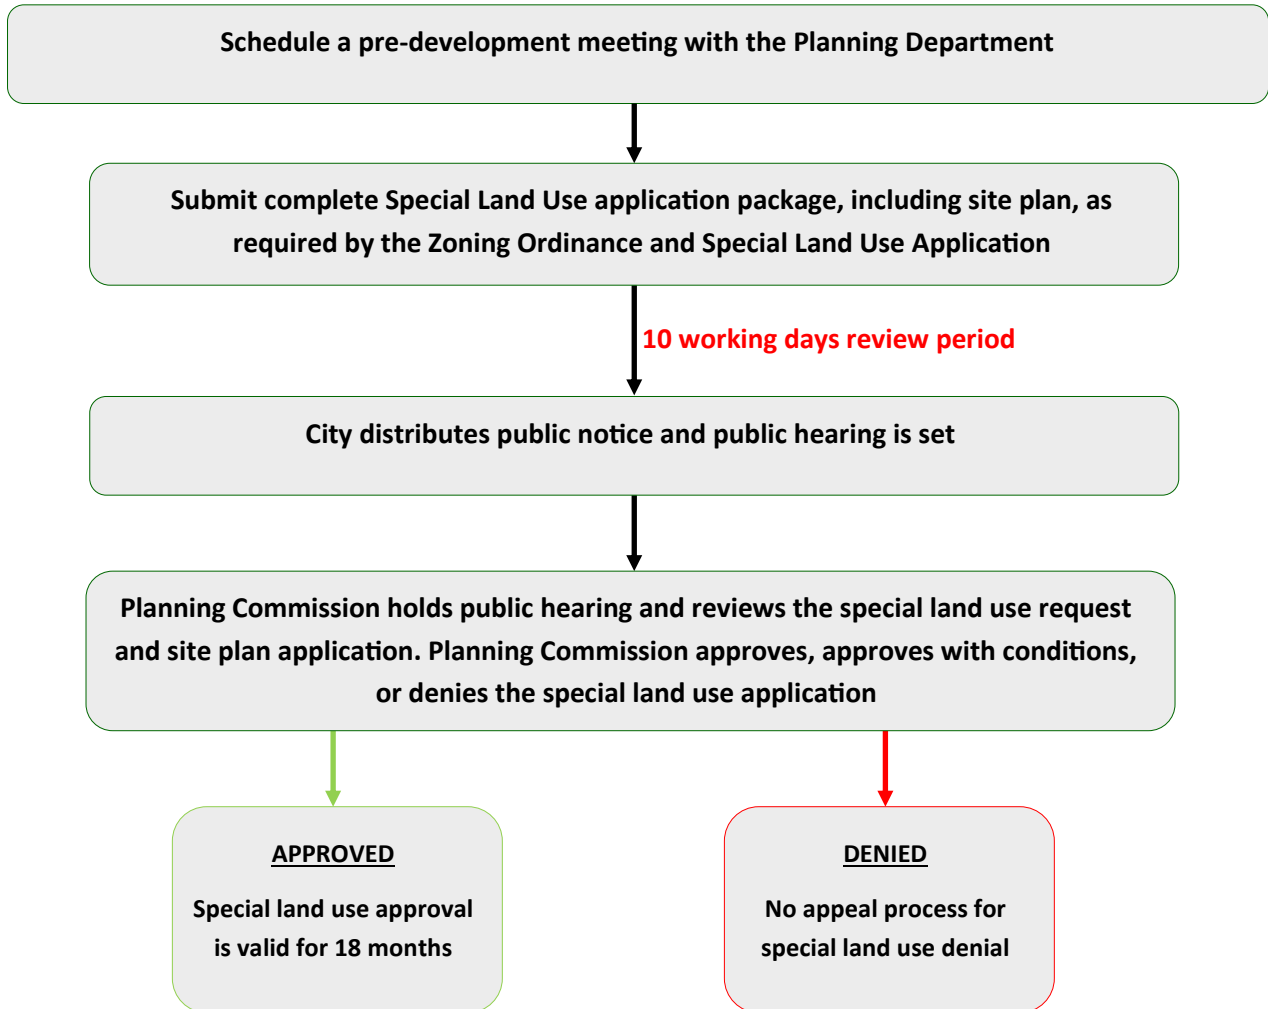 Schedule a pre-development meeting with the Planning Department
Submit complete Special Land Use application package, including site plan, as
required by the Zoning Ordinance and Special Land Use Application
10 working days review period
City distributes public notice and public hearing is set
Planning Commission holds public hearing and reviews the special land use request
and site plan application. Planning Commission approves, approves with conditions,
or denies the special land use application
APPROVED
Special land use approval
is valid for 18 months
DENIED
No appeal process for
special land use denial